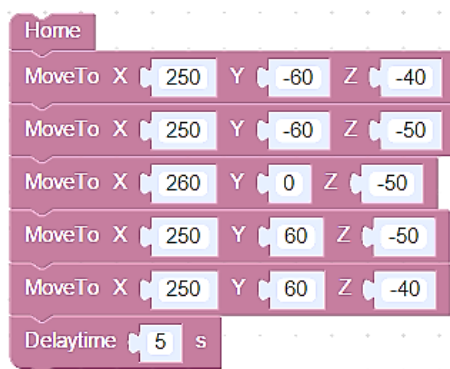 Home
MoveTo X 250 Y -60 Z -40
MoveTo X 250 Y -60 Z -50
MoveTo X 260 Y 0 Z -50
MoveTo X 250 Y 60 Z -50
MoveTo X 250 Y 60 Z -40
Delaytime 5 s